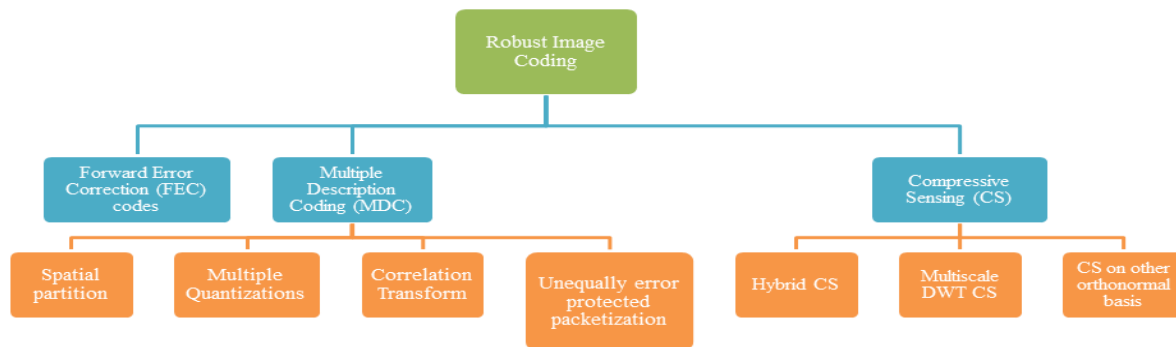 Robust Image
Coding
Forward Error
Correction (FEC)
codes
Multiple
Description
Coding (MDC)
Compressive
Sensing (CS)
Spatial
partition
Multiple
Quantizations
Correlation
Transform
Unequally error
protected
packetization
Hybrid CS
Multiscale
DWT CS
CS on other
orthonormal
basis